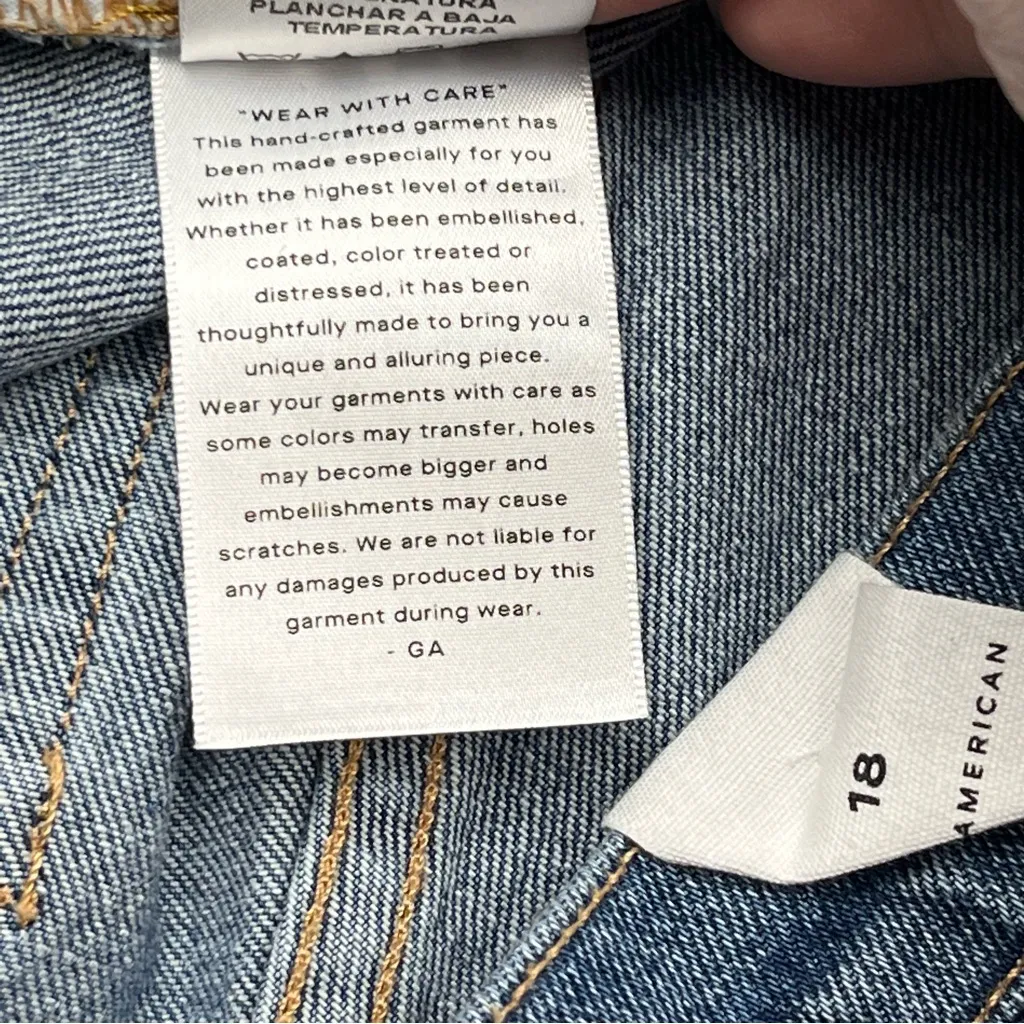 PLANCHAR A BAJA
TEMPERATURA
"WEAR WITH CARE"
This hand-crafted garment has
been made especially for you
with the highest level of detail.
Whether it has been embellished,
coated, color treated or
distressed, it has been
thoughtfully made to bring you a
unique and alluring piece.
Wear your garments with care as
some colors may transfer, holes
may become bigger and
embellishments may cause
scratches. We are not liable for
any damages produced by this
garment during wear.
- GA
18
AMERICAN